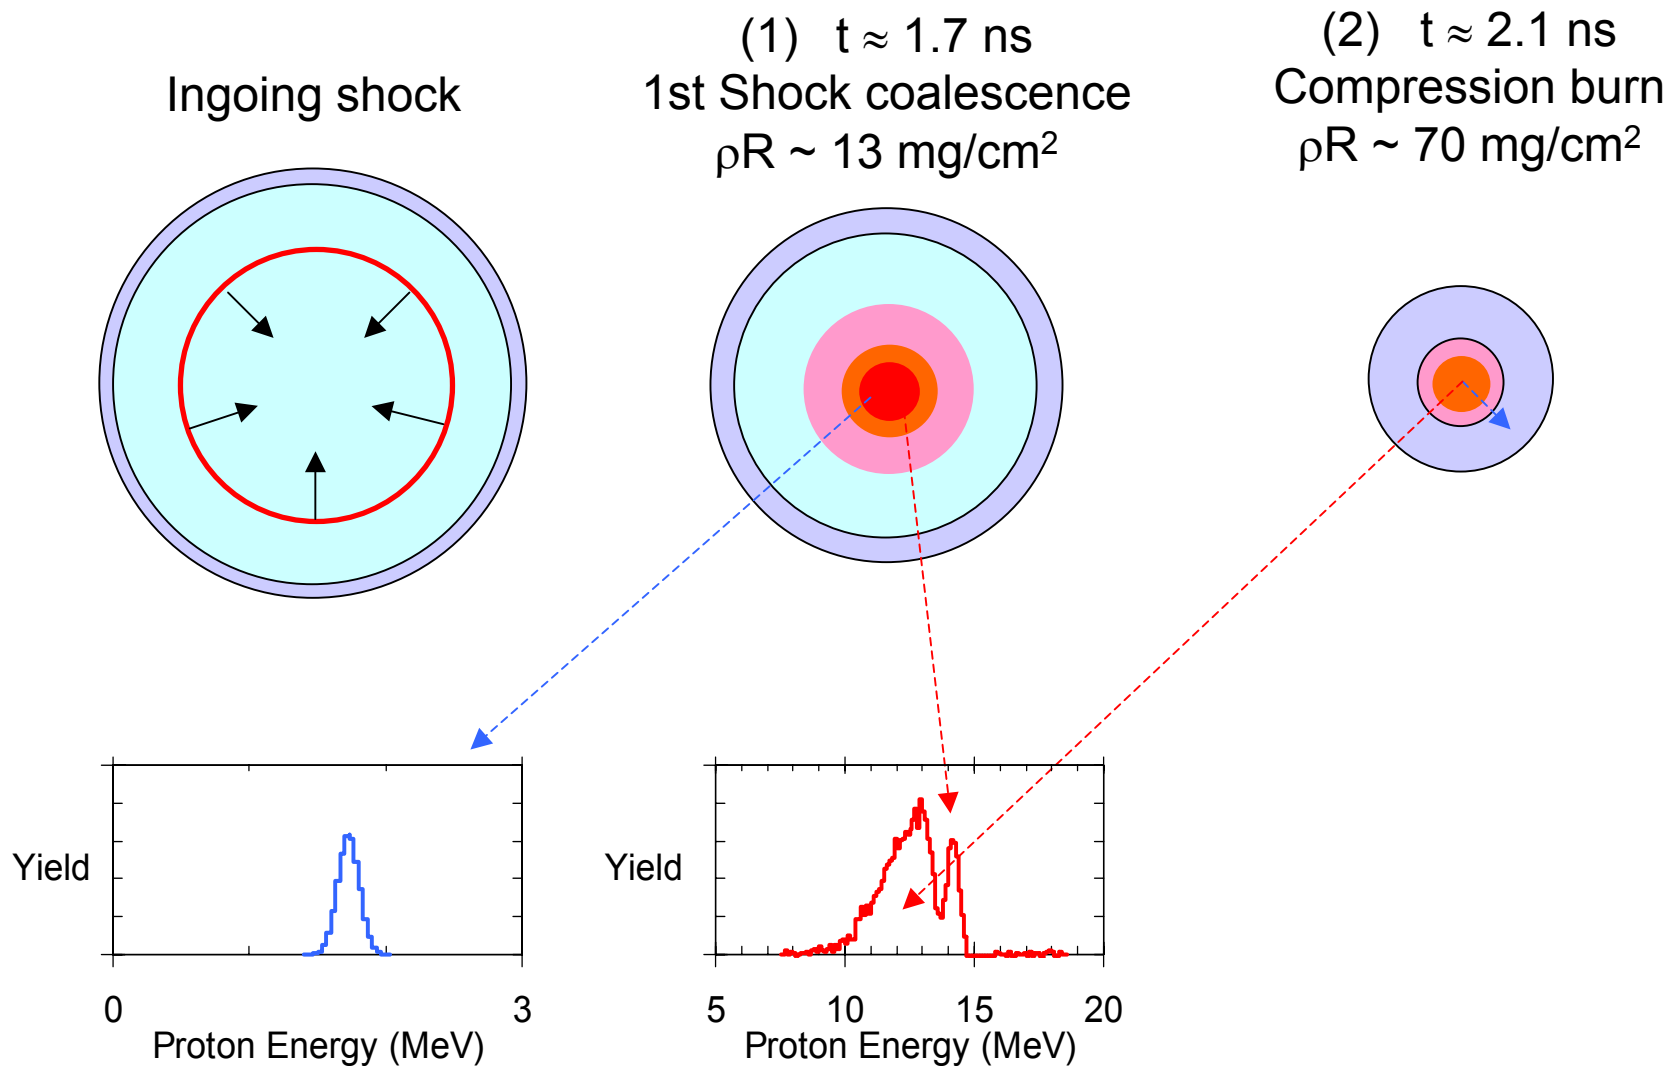 Ingoing shock
(1) t ≈ 1.7 ns
1st Shock coalescence
ρR ~ 13 mg/cm²
(2) t ≈ 2.1 ns
Compression burn
ρR ~ 70 mg/cm²
Yield
0 3
Proton Energy (MeV)
Yield
5 10 15 20
Proton Energy (MeV)